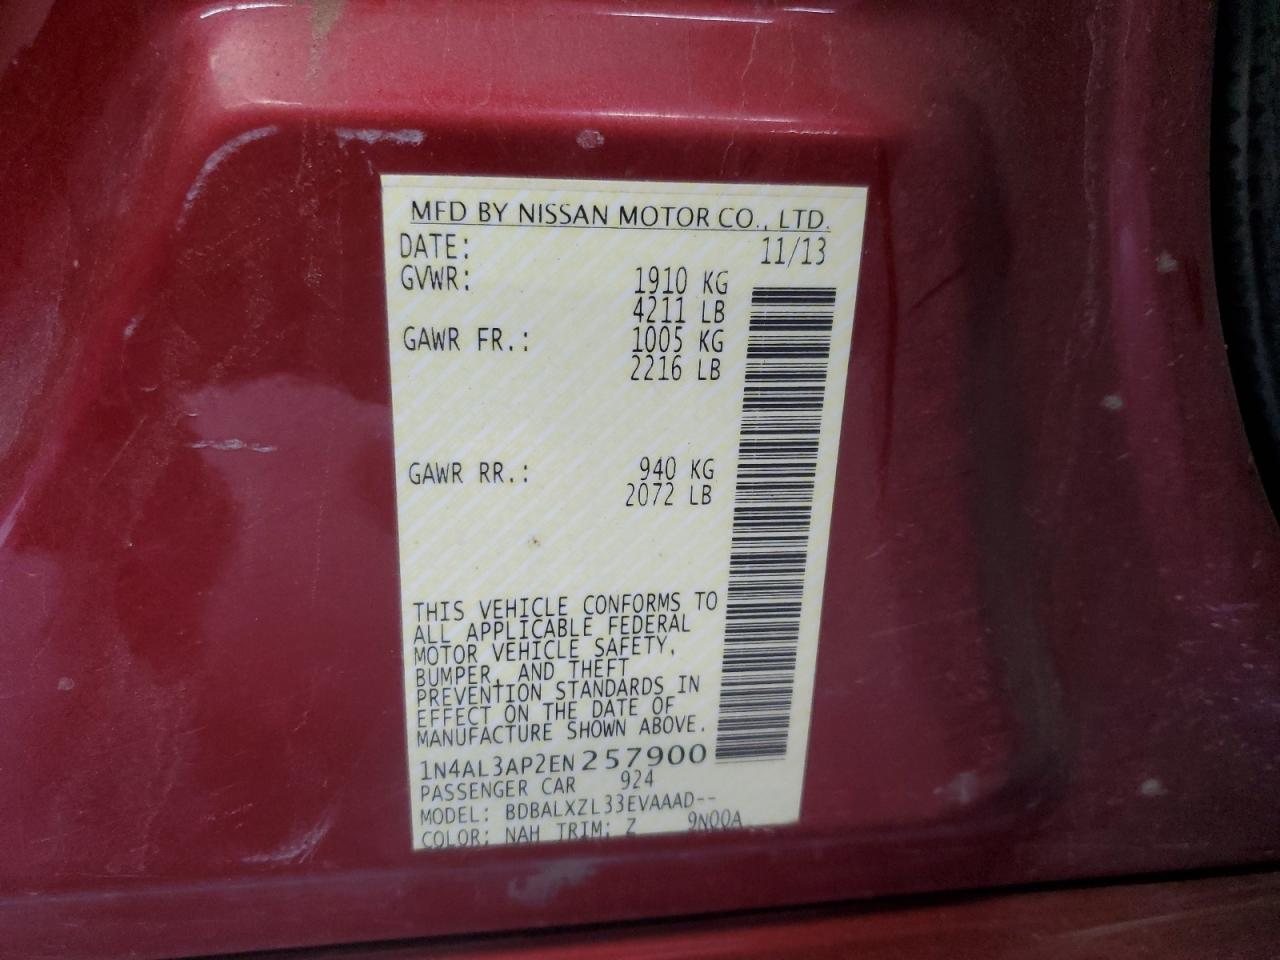 MFD BY NISSAN MOTOR CO., LTD.
DATE: 11/13
GVWR: 1910 KG
4211 LB
GAWR FR.: 1005 KG
2216 LB
GAWR RR.: 940 KG
2072 LB
THIS VEHICLE CONFORMS TO
ALL APPLICABLE FEDERAL
MOTOR VEHICLE SAFETY,
BUMPER, AND THEFT
PREVENTION STANDARDS IN
EFFECT ON THE DATE OF
MANUFACTURE SHOWN ABOVE.
1N4AL3AP2EN257900
PASSENGER CAR 924
MODEL: BDBALXZL33EVAAAD--
COLOR: NAH TRIM: Z 9N00A